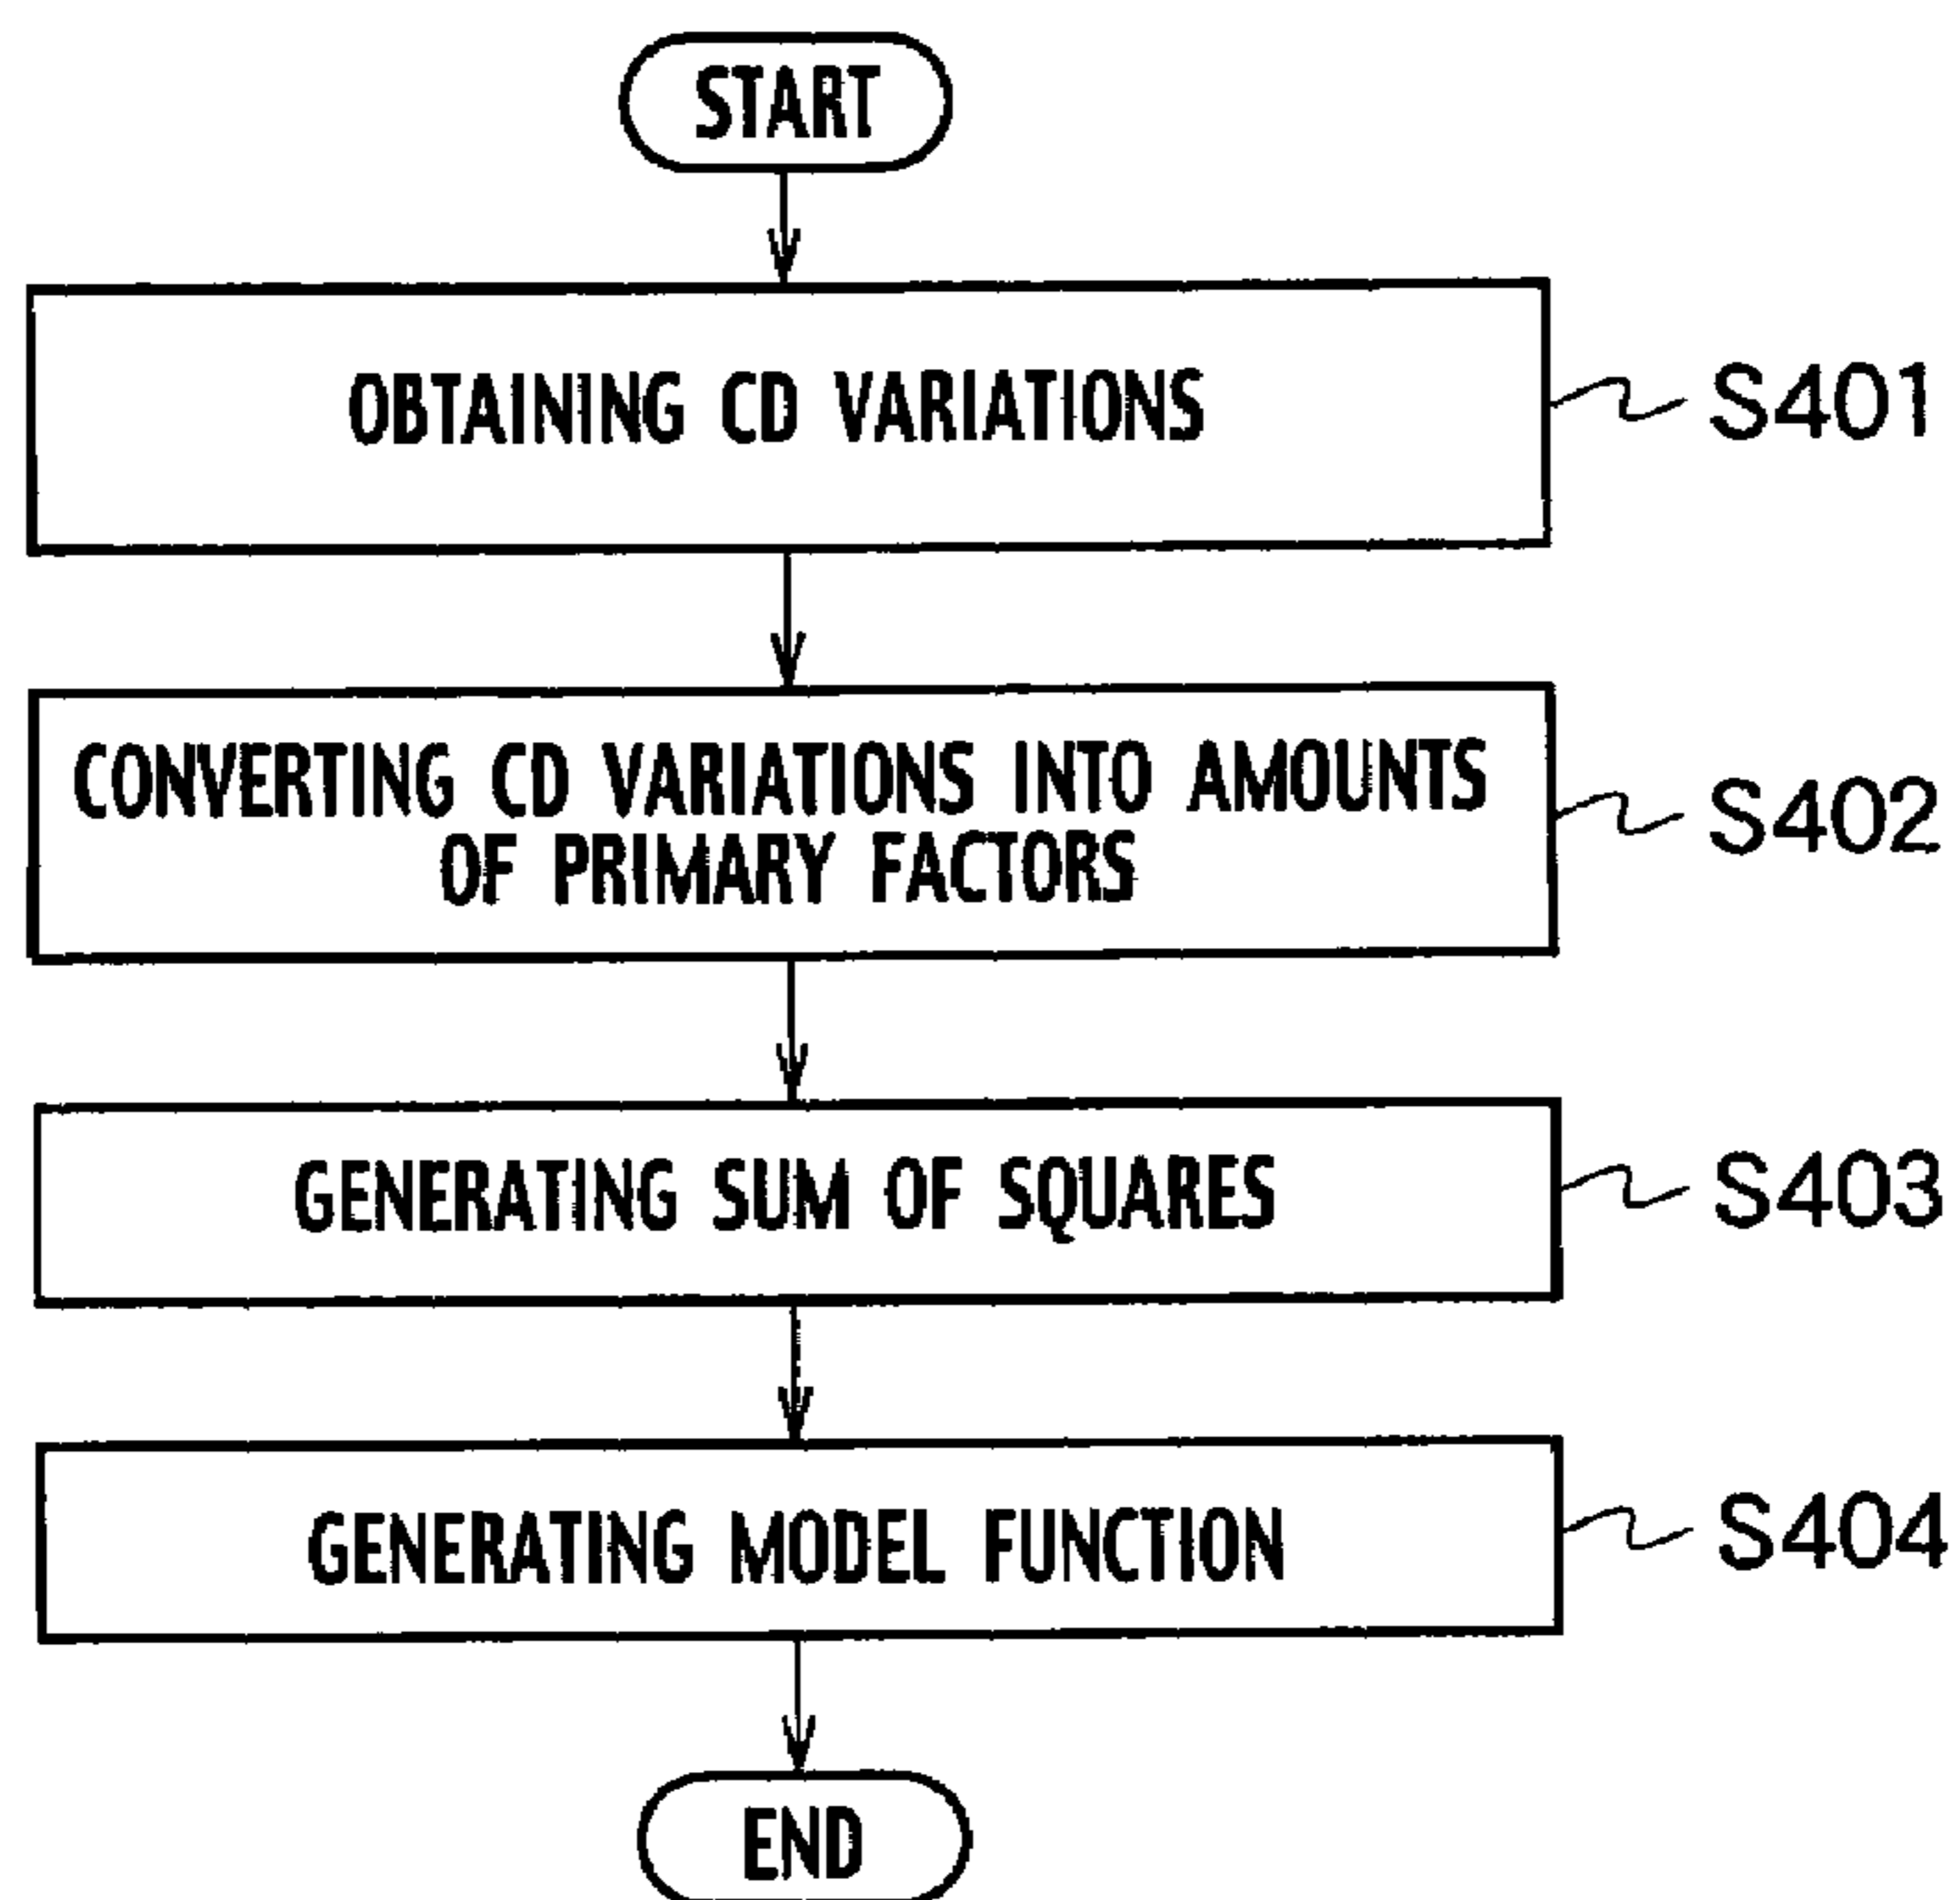 START
OBTAINING CD VARIATIONS
S401
CONVERTING CD VARIATIONS INTO AMOUNTS
OF PRIMARY FACTORS
S402
GENERATING SUM OF SQUARES
S403
GENERATING MODEL FUNCTION
S404
END